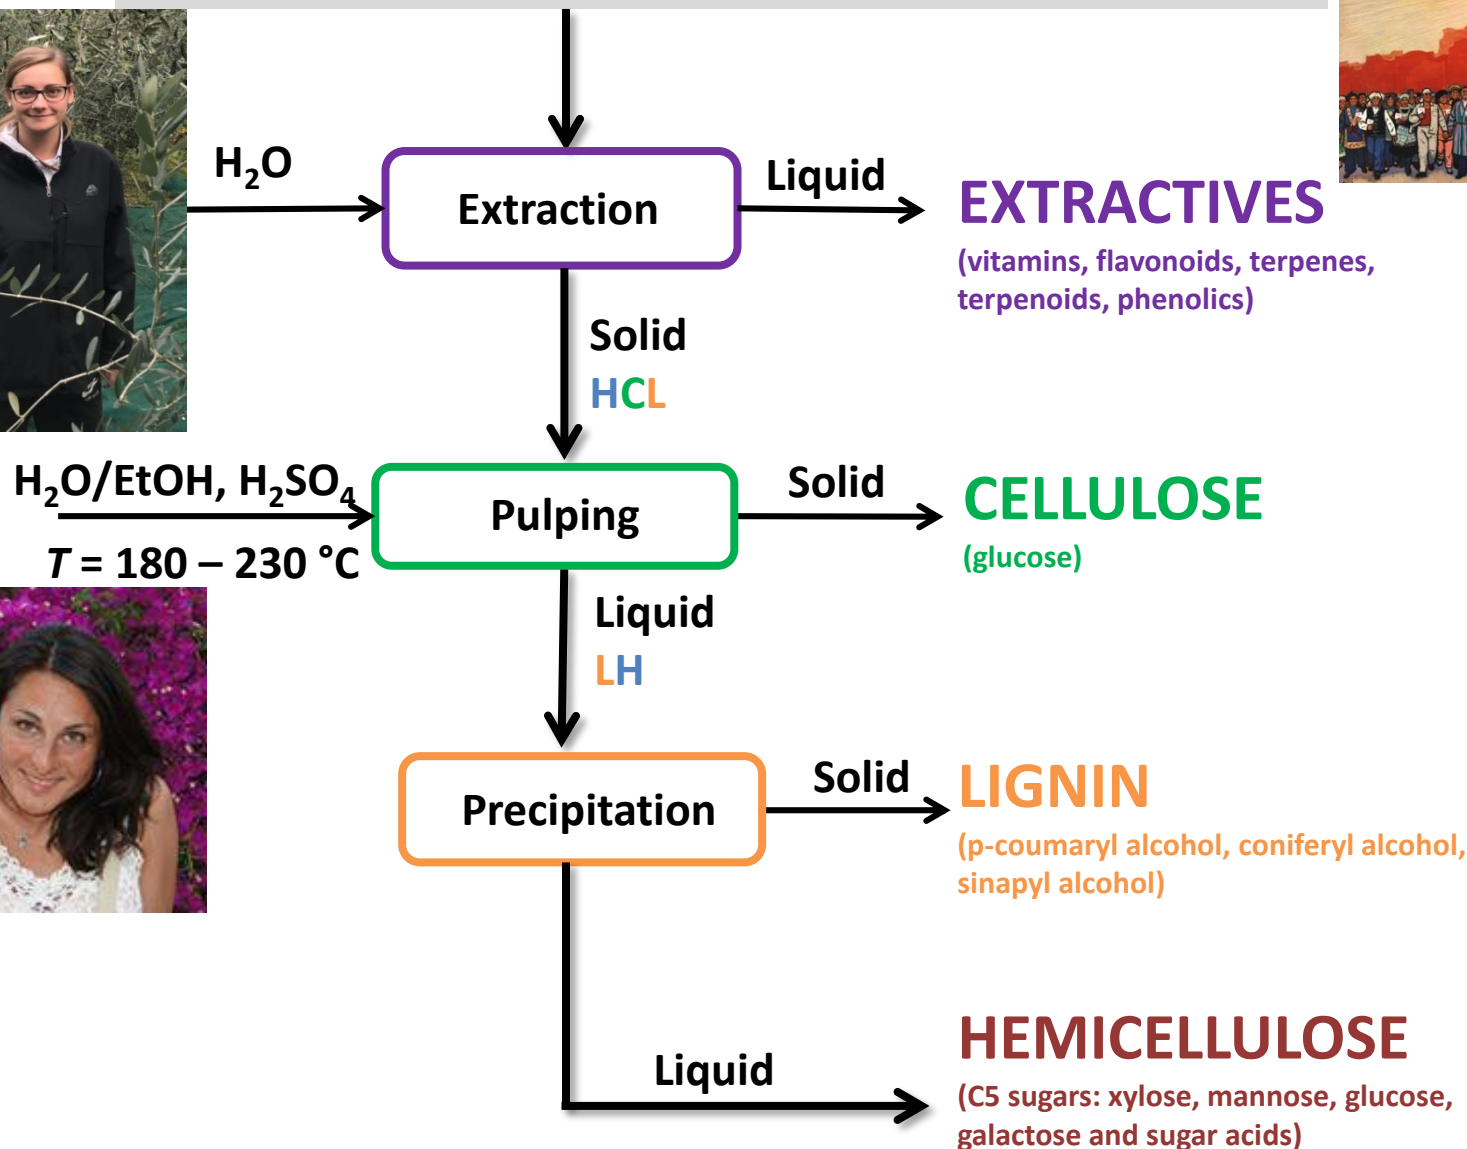 H₂O
Extraction
Liquid
EXTRACTIVES
(vitamins, flavonoids, terpenes,
terpenoids, phenolics)
Solid
HCL
H₂O/EtOH, H₂SO₄
T = 180 – 230 °C
Pulping
Solid
CELLULOSE
(glucose)
Liquid
LH
Precipitation
Solid
LIGNIN
(p-coumaryl alcohol, coniferyl alcohol,
sinapyl alcohol)
Liquid
HEMICELLULOSE
(C5 sugars: xylose, mannose, glucose,
galactose and sugar acids)